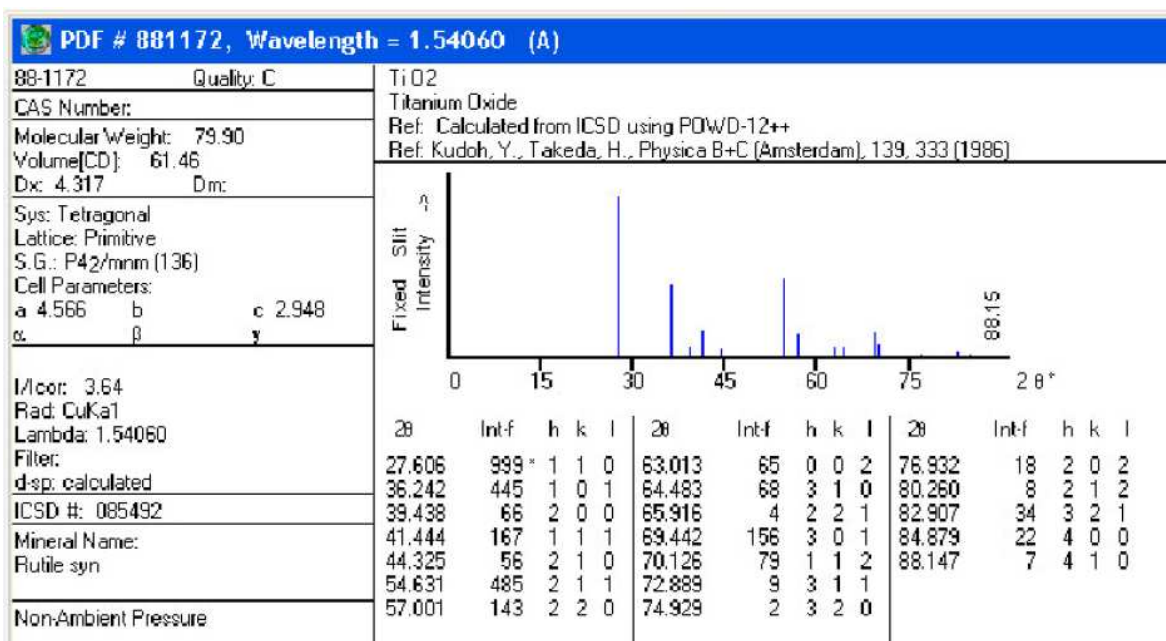 PDF # 881172, Wavelength = 1.54060 (A)
88-1172 Quality: C
CAS Number:
Molecular Weight: 79.90
Volume[CD]: 61.46
Dx: 4.317 Dm:
Sys: Tetragonal
Lattice: Primitive
S.G.: P42/mnm (136)
Cell Parameters:
a 4.566 b c 2.948
α β γ
I/Icor: 3.64
Rad: CuKa1
Lambda: 1.54060
Filter:
d-sp: calculated
ICSD #: 085492
Mineral Name:
Rutile syn
Non-Ambient Pressure
Ti O2
Titanium Oxide
Ref: Calculated from ICSD using POWD-12++
Ref: Kudoh, Y., Takeda, H., Physica B+C (Amsterdam), 139, 333 (1986)
Fixed Slit
Intensity ->
88.15
0 15 30 45 60 75 2 θ °
2θ Int-f h k l 2θ Int-f h k l 2θ Int-f h k l
27.606 999 * 1 1 0 63.013 65 0 0 2 76.932 18 2 0 2
36.242 445 1 0 1 64.483 68 3 1 0 80.260 8 2 1 2
39.438 66 2 0 0 65.916 4 2 2 1 82.907 34 3 2 1
41.444 167 1 1 1 69.442 156 3 0 1 84.879 22 4 0 0
44.325 56 2 1 0 70.126 79 1 1 2 88.147 7 4 1 0
54.631 485 2 1 1 72.889 9 3 1 1
57.001 143 2 2 0 74.929 2 3 2 0